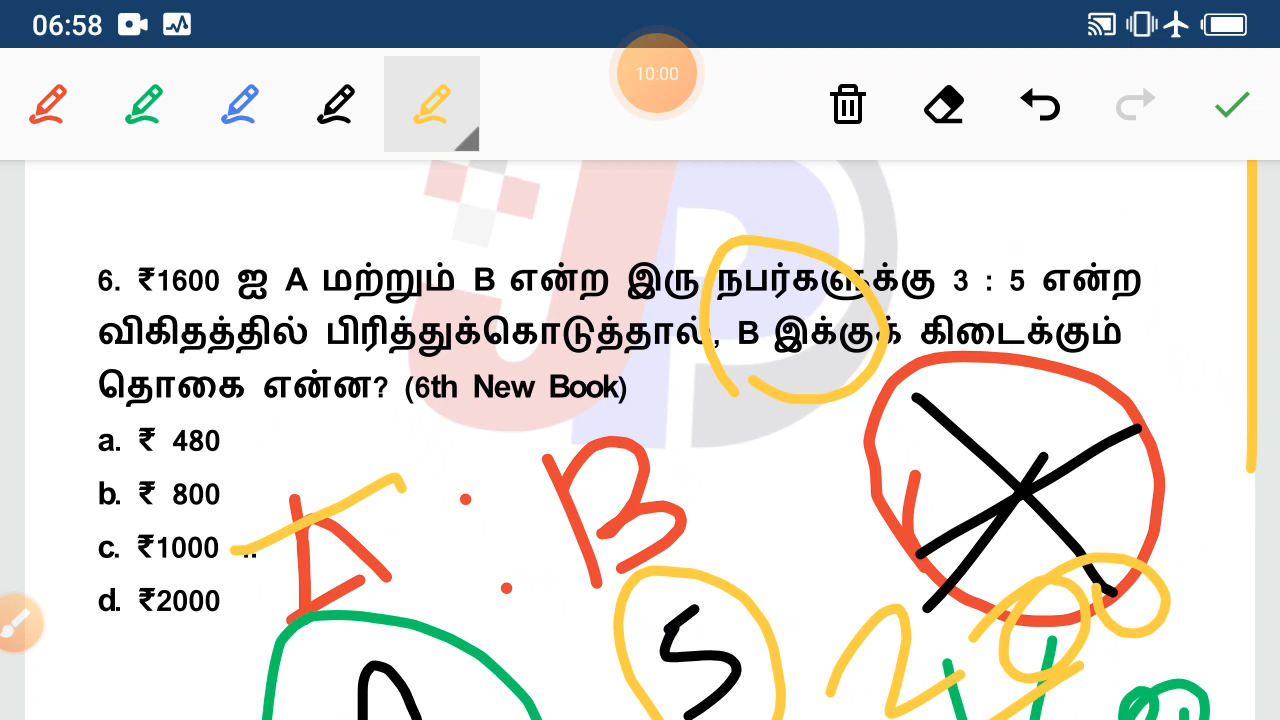 06:58
10:00
6. ₹1600 ஐ A மற்றும் B என்ற இரு நபர்களுக்கு 3 : 5 என்ற
விகிதத்தில் பிரித்துக்கொடுத்தால், B இக்குக் கிடைக்கும்
தொகை என்ன? (6th New Book)
a. ₹ 480
b. ₹ 800
c. ₹1000
d. ₹2000
A : B
5 200